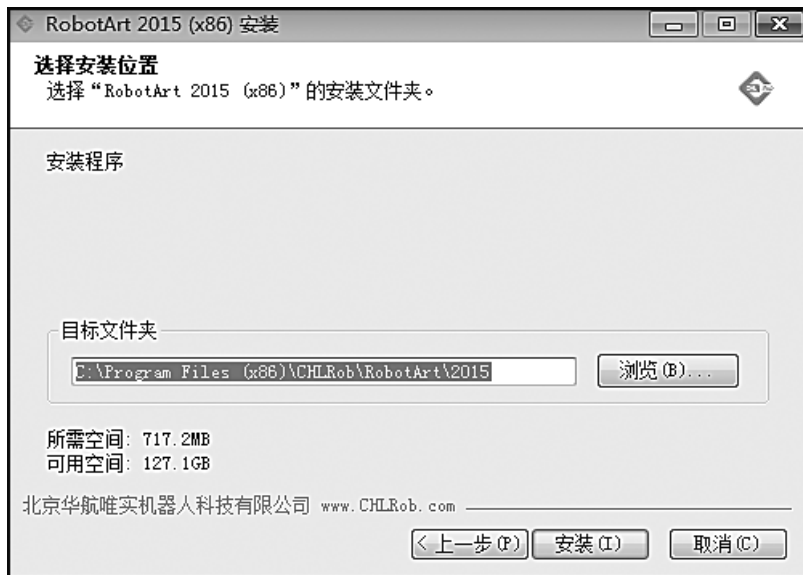 RobotArt 2015 (x86) 安装
选择安装位置
选择“RobotArt 2015 (x86)”的安装文件夹。
安装程序
目标文件夹
C:\Program Files (x86)\CHLRob\RobotArt\2015
浏览(B)...
所需空间: 717.2MB
可用空间: 127.1GB
北京华航唯实机器人科技有限公司 www.CHLRob.com
< 上一步(P) 安装(I) 取消(C)